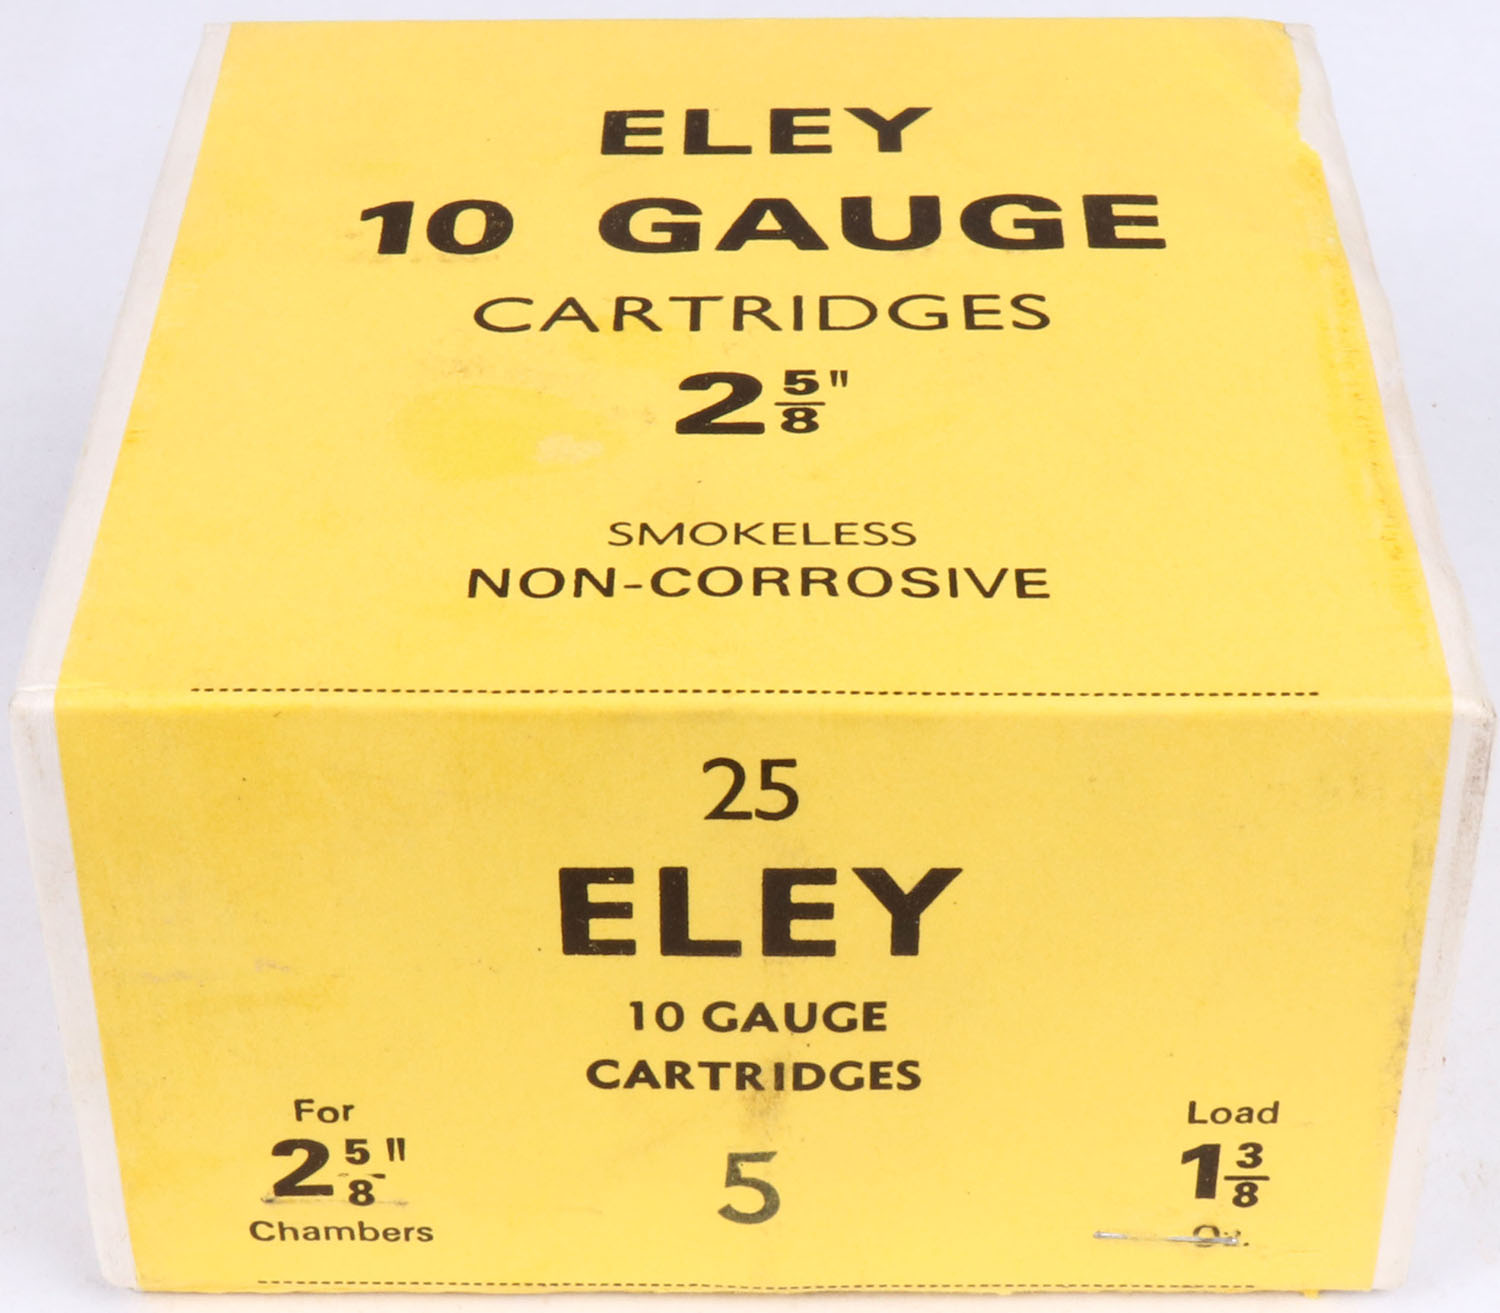 ELEY
10 GAUGE
CARTRIDGES
2 5/8"
SMOKELESS
NON-CORROSIVE
25
ELEY
10 GAUGE
CARTRIDGES
For
2 5/8"
Chambers
5
Load
1 3/8
Oz.